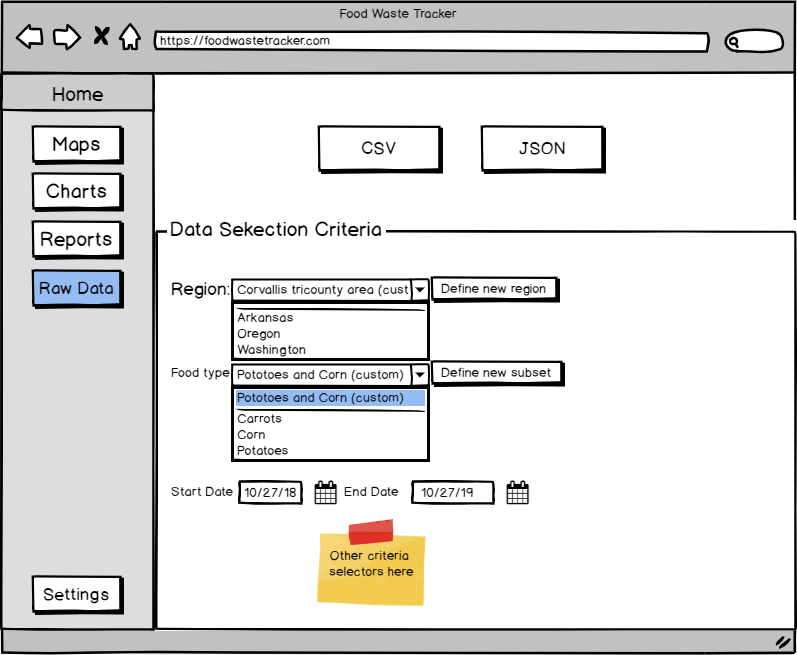 Food Waste Tracker
https://foodwastetracker.com
Home
Maps
Charts
Reports
Raw Data
Settings
CSV
JSON
Data Sekection Criteria
Region:
Corvallis tricounty area (cust
Define new region
Arkansas
Oregon
Washington
Food type
Pototoes and Corn (custom)
Define new subset
Pototoes and Corn (custom)
Carrots
Corn
Potatoes
Start Date
10/27/18
End Date
10/27/19
Other criteria
selectors here